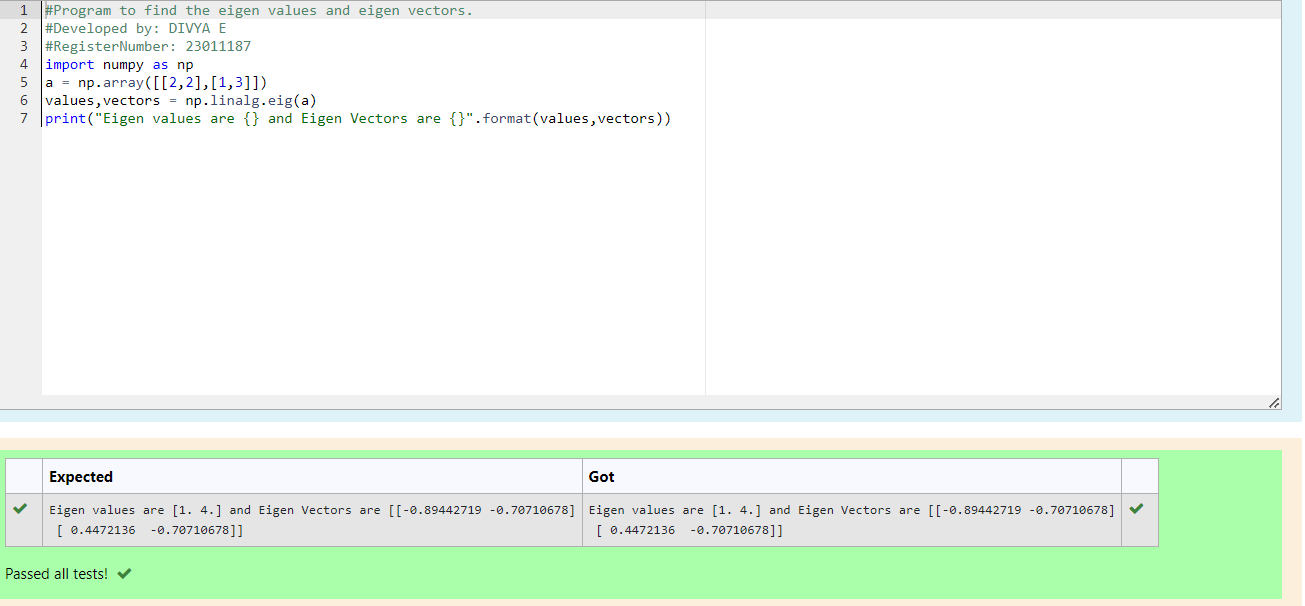 1 #Program to find the eigen values and eigen vectors.
2 #Developed by: DIVYA E
3 #RegisterNumber: 23011187
4 import numpy as np
5 a = np.array([[2,2],[1,3]])
6 values,vectors = np.linalg.eig(a)
7 print("Eigen values are {} and Eigen Vectors are {}".format(values,vectors))
Expected Got
Eigen values are [1. 4.] and Eigen Vectors are [[-0.89442719 -0.70710678] Eigen values are [1. 4.] and Eigen Vectors are [[-0.89442719 -0.70710678]
[ 0.4472136  -0.70710678]] [ 0.4472136  -0.70710678]]
Passed all tests!